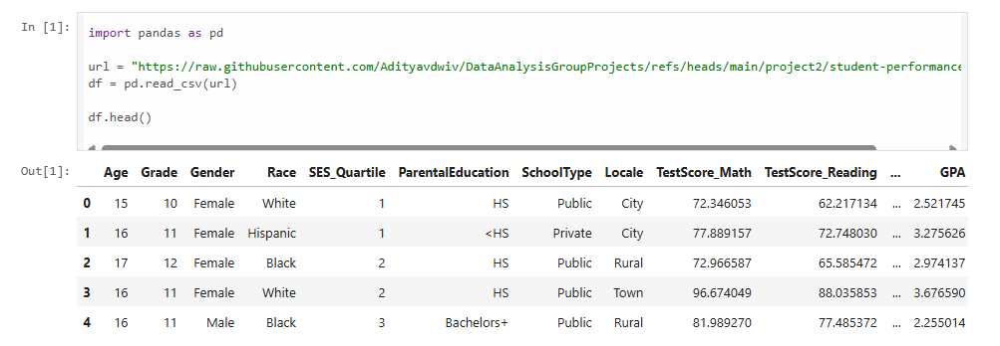 In [1]:
import pandas as pd
url = "https://raw.githubusercontent.com/Adityavdwiv/DataAnalysisGroupProjects/refs/heads/main/project2/student-performance
df = pd.read_csv(url)
df.head()
Out[1]:
Age Grade Gender Race SES_Quartile ParentalEducation SchoolType Locale TestScore_Math TestScore_Reading ... GPA
0 15 10 Female White 1 HS Public City 72.346053 62.217134 ... 2.521745
1 16 11 Female Hispanic 1 <HS Private City 77.889157 72.748030 ... 3.275626
2 17 12 Female Black 2 HS Public Rural 72.966587 65.585472 ... 2.974137
3 16 11 Female White 2 HS Public Town 96.674049 88.035853 ... 3.676590
4 16 11 Male Black 3 Bachelors+ Public Rural 81.989270 77.485372 ... 2.255014